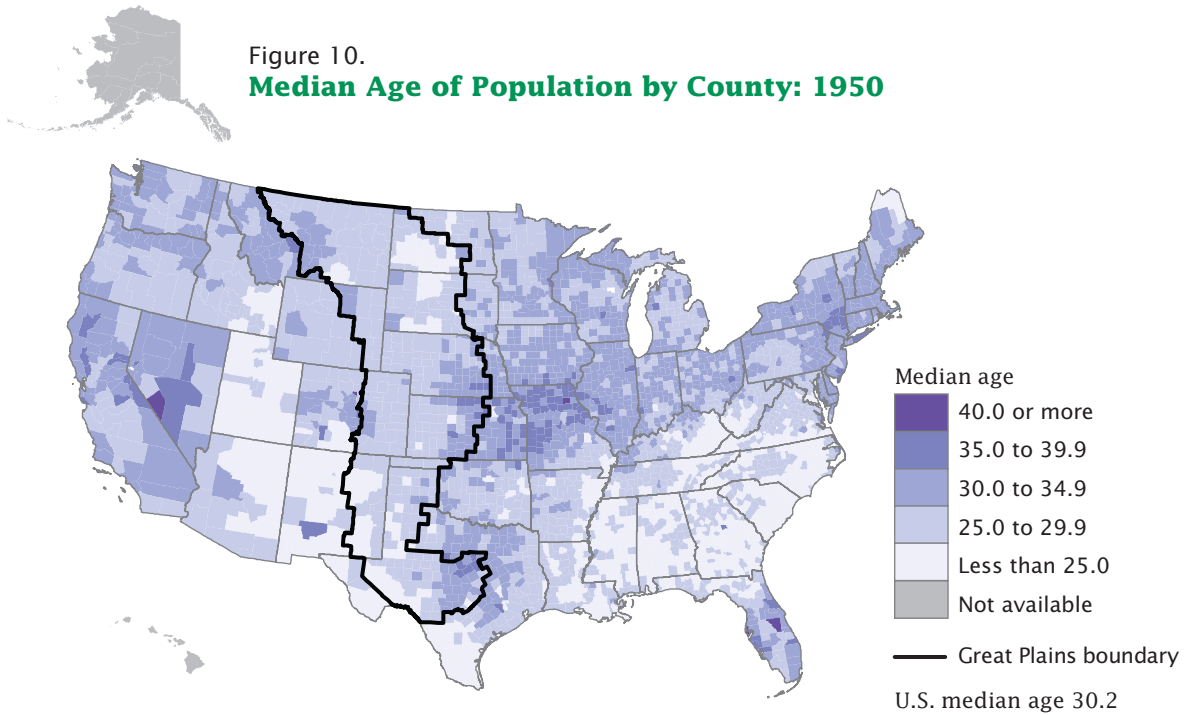 Figure 10.
Median Age of Population by County: 1950
Median age
40.0 or more
35.0 to 39.9
30.0 to 34.9
25.0 to 29.9
Less than 25.0
Not available
Great Plains boundary
U.S. median age 30.2